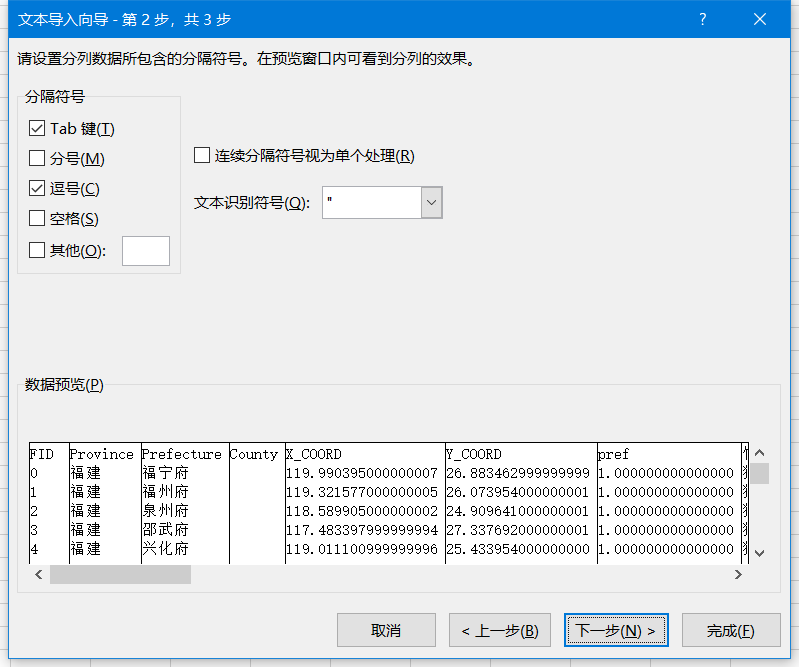 文本导入向导 - 第 2 步，共 3 步
请设置分列数据所包含的分隔符号。在预览窗口内可看到分列的效果。
分隔符号
Tab 键(T)
分号(M)
逗号(C)
空格(S)
其他(O):
连续分隔符号视为单个处理(R)
文本识别符号(Q): "
数据预览(P)
FID Province Prefecture County X_COORD Y_COORD pref
0 福建 福宁府 119.990395000000007 26.883462999999999 1.000000000000000
1 福建 福州府 119.321577000000005 26.073954000000001 1.000000000000000
2 福建 泉州府 118.589905000000002 24.909641000000001 1.000000000000000
3 福建 邵武府 117.483397999999994 27.337692000000001 1.000000000000000
4 福建 兴化府 119.011100999999996 25.433954000000000 1.000000000000000
取消
< 上一步(B)
下一步(N) >
完成(F)